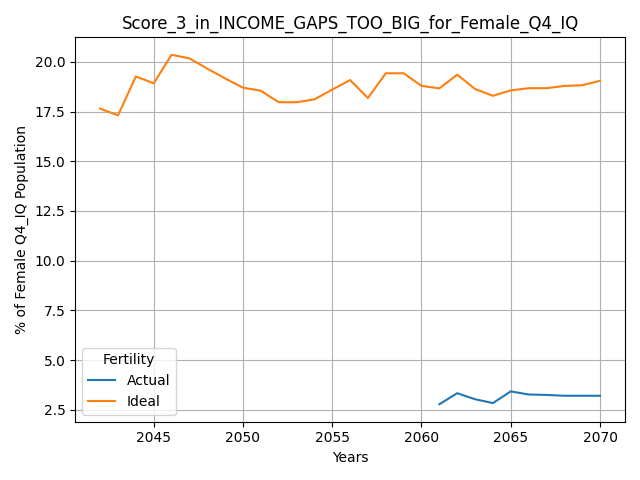 Score_3_in_INCOME_GAPS_TOO_BIG_for_Female_Q4_IQ
% of Female Q4_IQ Population
20.0
17.5
15.0
12.5
10.0
7.5
5.0
2.5
Fertility
Actual
Ideal
2045 2050 2055 2060 2065 2070
Years